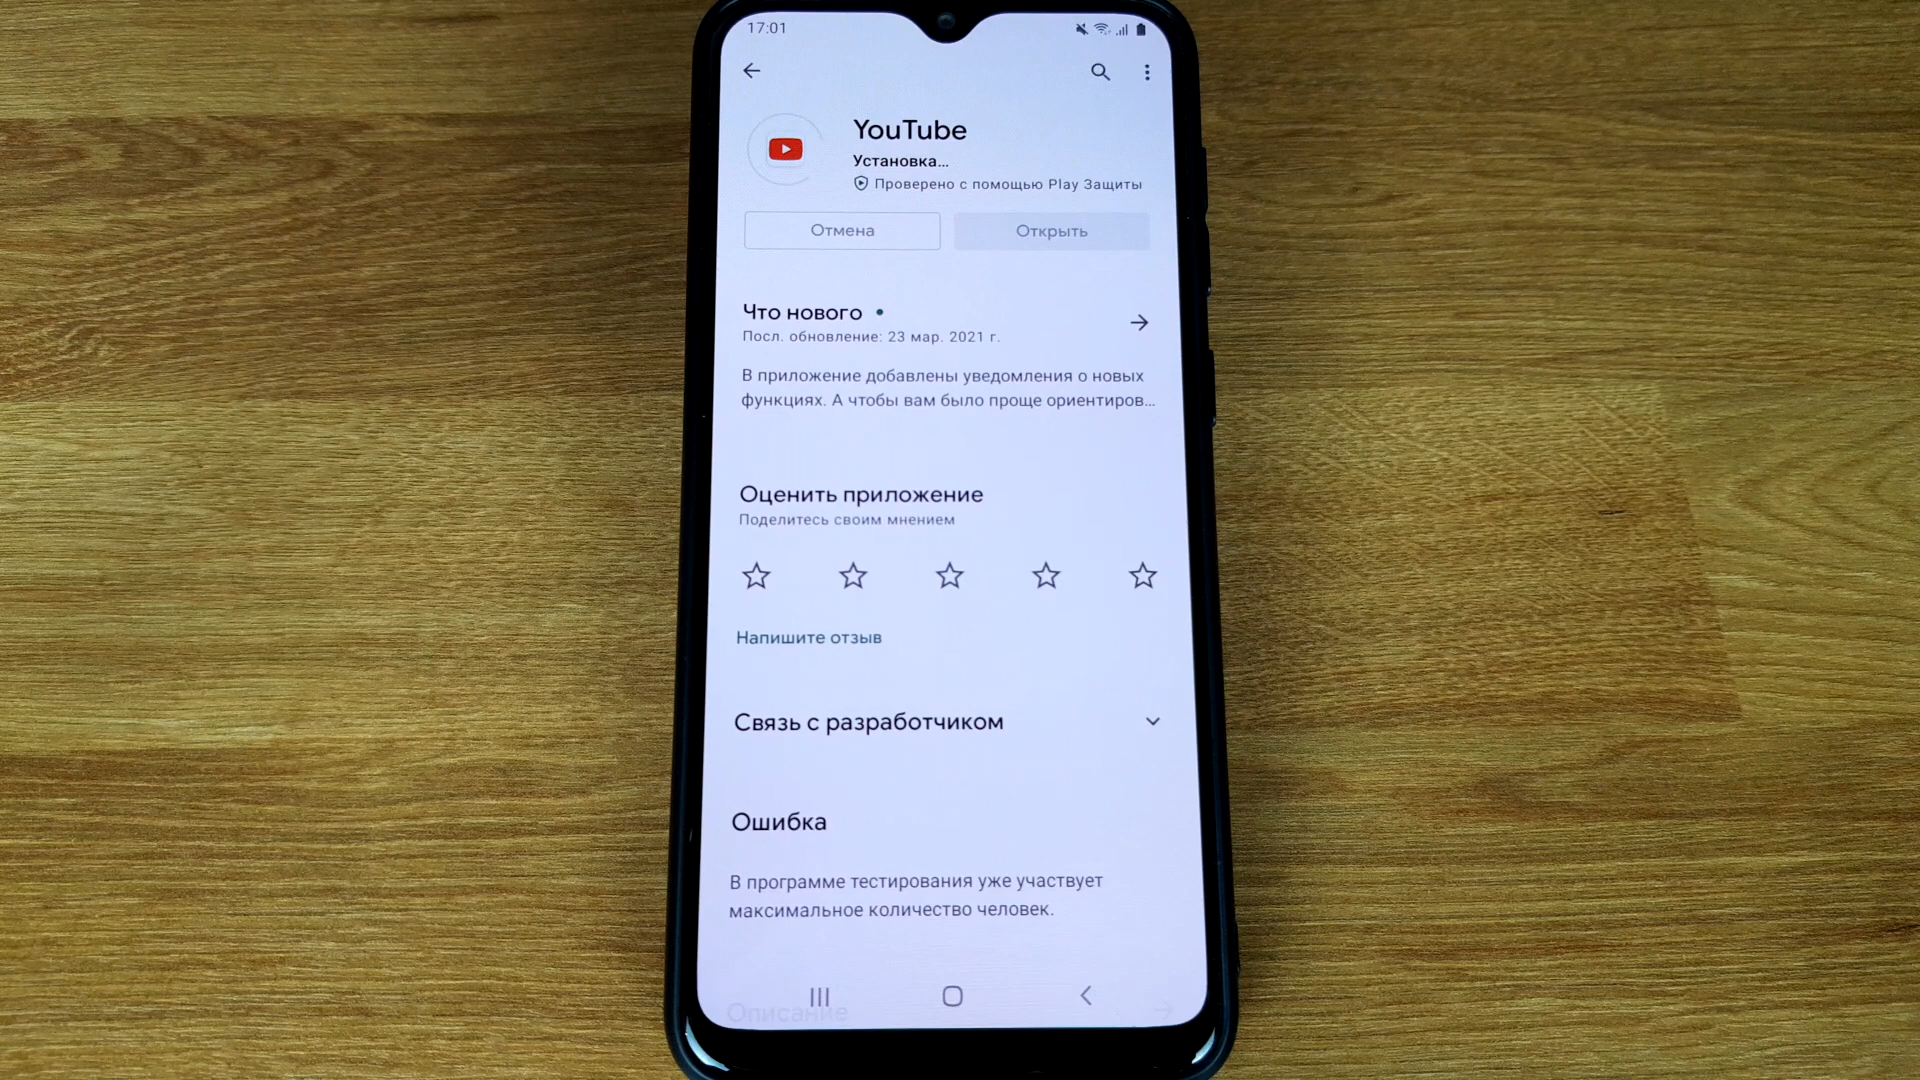 17:01
YouTube
Установка...
Проверено с помощью Play Защиты
Отмена
Открыть
Что нового •
Посл. обновление: 23 мар. 2021 г.
В приложение добавлены уведомления о новых
функциях. А чтобы вам было проще ориентиров...
Оценить приложение
Поделитесь своим мнением
Напишите отзыв
Связь с разработчиком
Ошибка
В программе тестирования уже участвует
максимальное количество человек.
Описание